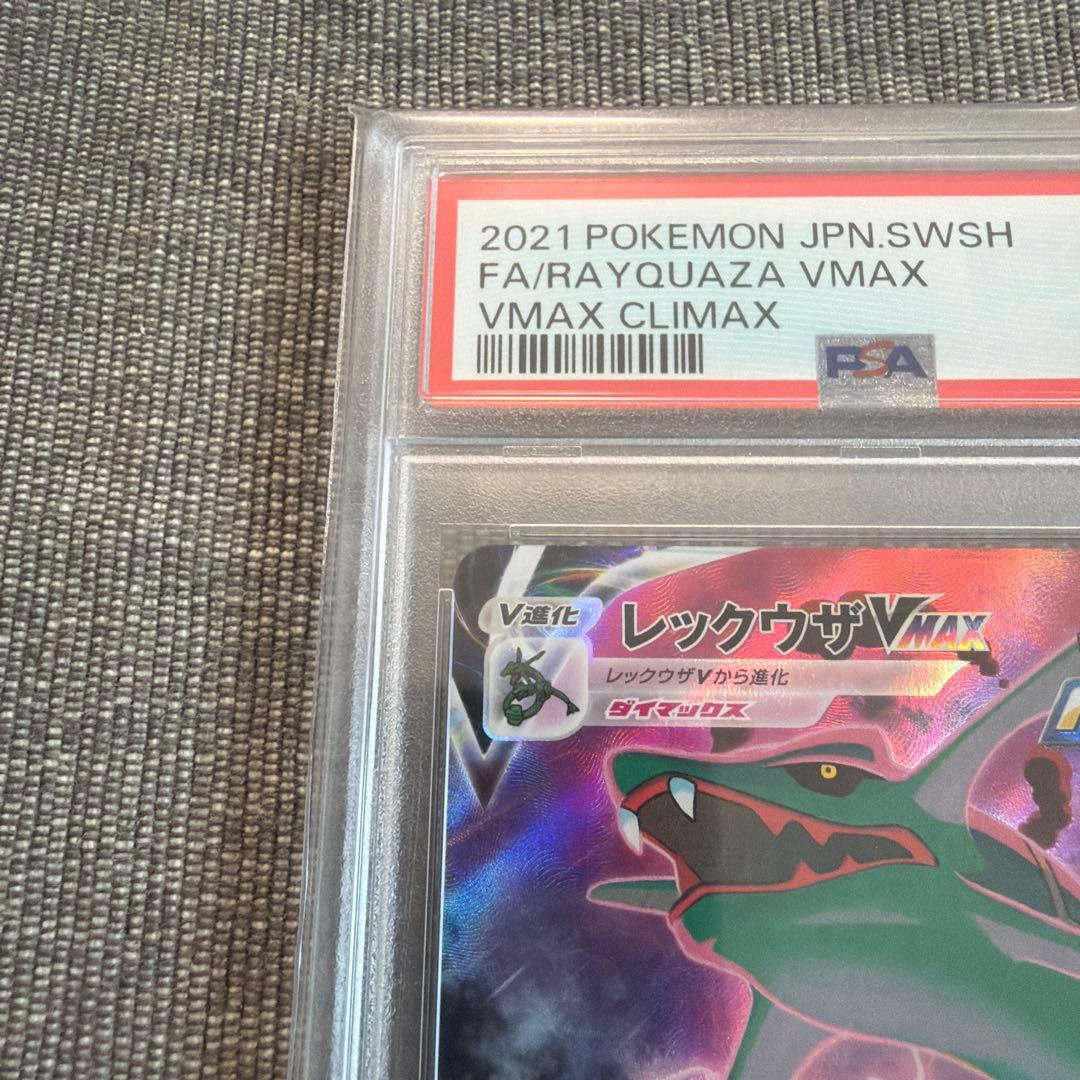 2021 POKEMON JPN.SWSH
FA/RAYQUAZA VMAX
VMAX CLIMAX
PSA
V進化
レックウザVMAX
レックウザVから進化
ダイマックス